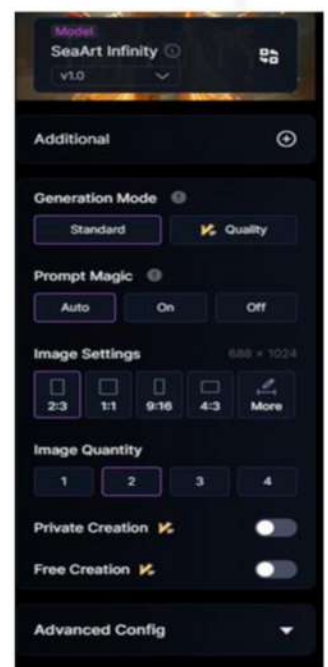 Model
SeaArt Infinity
v1.0
Additional
Generation Mode
Standard Quality
Prompt Magic
Auto On Off
Image Settings 688 × 1024
2:3 1:1 9:16 4:3 More
Image Quantity
1 2 3 4
Private Creation
Free Creation
Advanced Config